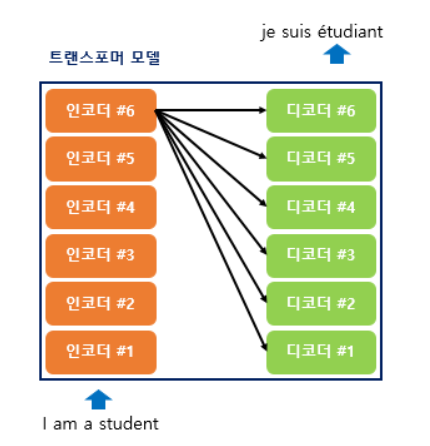 je suis étudiant
트랜스포머 모델
인코더 #6
디코더 #6
인코더 #5
디코더 #5
인코더 #4
디코더 #4
인코더 #3
디코더 #3
인코더 #2
디코더 #2
인코더 #1
디코더 #1
I am a student